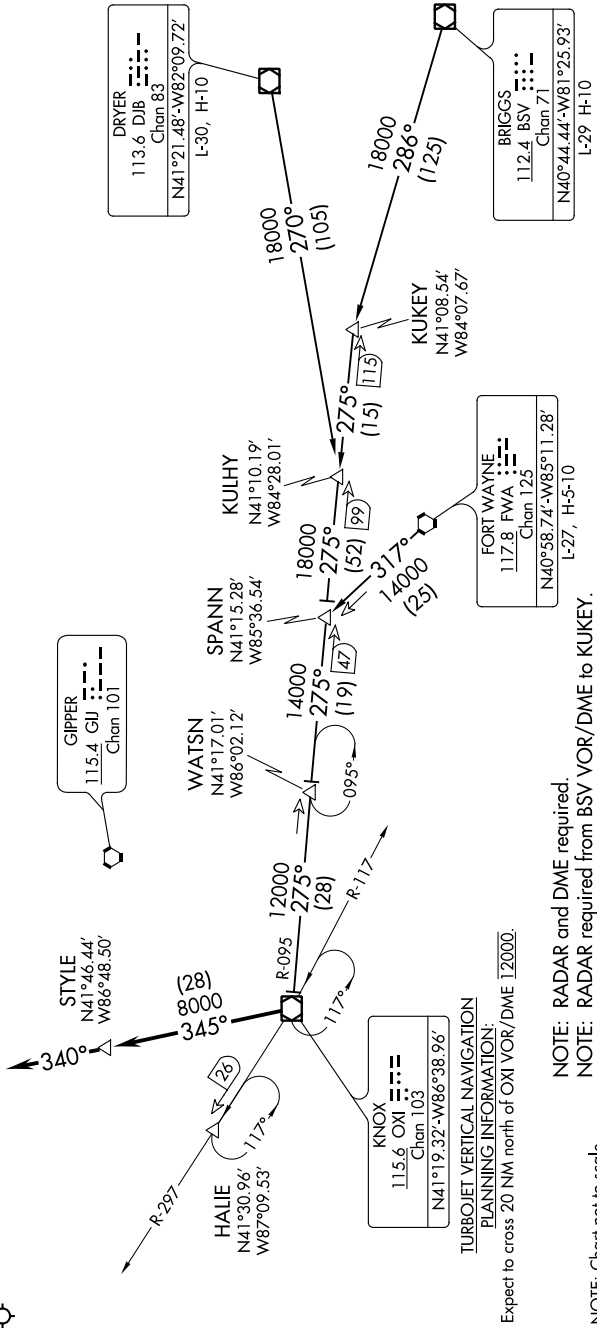 GIPPER
115.4 GIJ
Chan 101
DRYER
113.6 DJB
Chan 83
N41°21.48'-W82°09.72'
L-30, H-10
STYLE
N41°46.44'
W86°48.50'
340°
(28)
8000
345°
WATSN
N41°17.01'
W86°02.12'
SPANN
N41°15.28'
W85°36.54'
KULHY
N41°10.19'
W84°28.01'
18000
270°
(105)
18000
286°
(125)
KUKEY
N41°08.54'
W84°07.67'
115
275°
(15)
18000
275°
(52)
99
14000
275°
(19)
47
095°
12000
275°
(28)
R-095
R-117
117°
26
117°
R-297
HALIE
N41°30.96'
W87°09.53'
317°
14000
(25)
KNOX
115.6 OXI
Chan 103
N41°19.32'-W86°38.96'
FORT WAYNE
117.8 FWA
Chan 125
N40°58.74'-W85°11.28'
L-27, H-5-10
BRIGGS
112.4 BSV
Chan 71
N40°44.44'-W81°25.93'
L-29 H-10
TURBOJET VERTICAL NAVIGATION
PLANNING INFORMATION:
Expect to cross 20 NM north of OXI VOR/DME 12000.
NOTE: RADAR and DME required.
NOTE: RADAR required from BSV VOR/DME to KUKEY.
NOTE: Chart not to scale